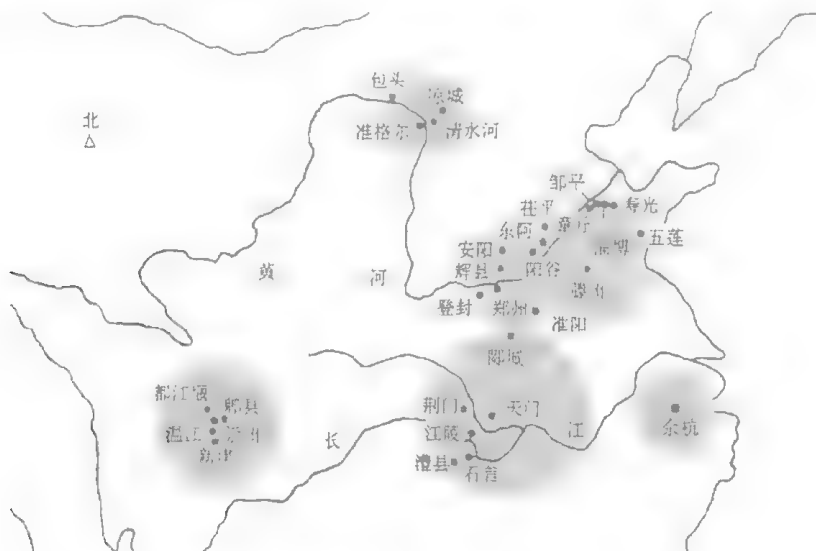 包头
凉城
北
准格尔
清水河
邹平
寿光
茌平
章丘
东阿
五莲
安阳
阳谷
辉县
黄
河
登封
郑州
淮阳
郾城
都江堰
郫县
荆门
天门
温江
长
江陵
江
余杭
新津
澧县
石首